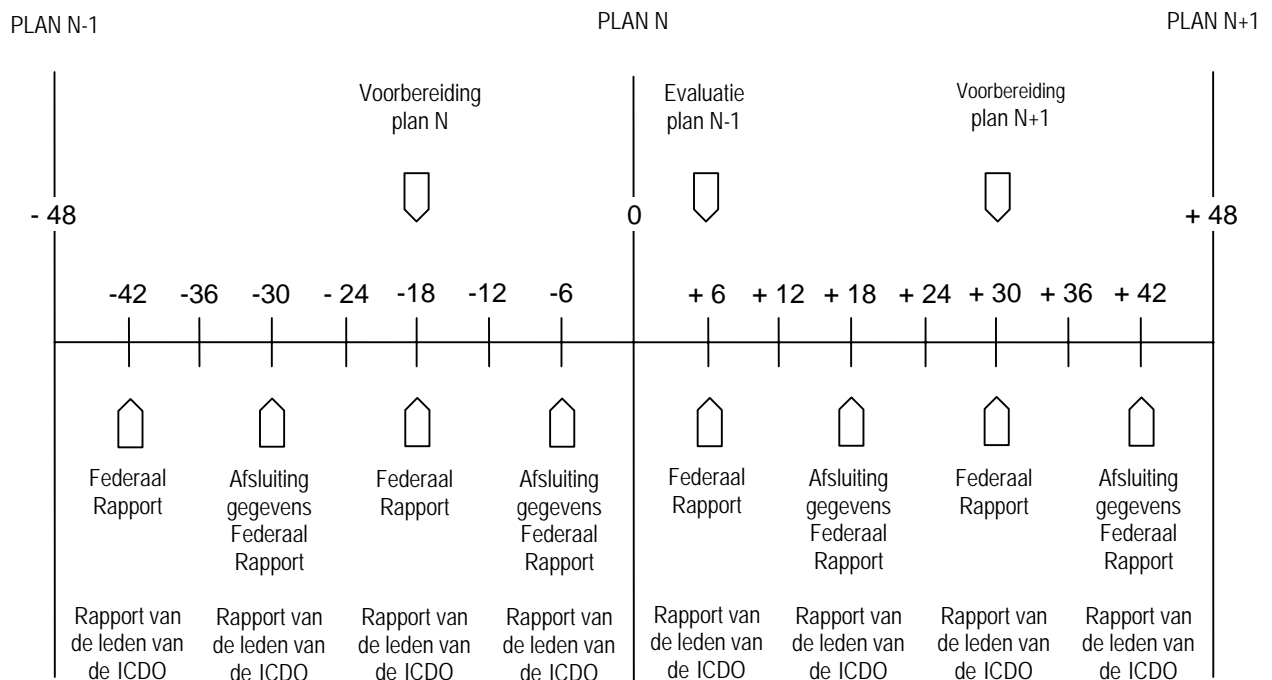 PLAN N-1
PLAN N
PLAN N+1
Voorbereiding
plan N
Evaluatie
plan N-1
Voorbereiding
plan N+1
- 48
0
+ 48
-42
-36
-30
- 24
-18
-12
-6
+ 6
+ 12
+ 18
+ 24
+ 30
+ 36
+ 42
Federaal
Rapport
Afsluiting
gegevens
Federaal
Rapport
Federaal
Rapport
Afsluiting
gegevens
Federaal
Rapport
Federaal
Rapport
Afsluiting
gegevens
Federaal
Rapport
Federaal
Rapport
Afsluiting
gegevens
Federaal
Rapport
Rapport van
de leden van
de ICDO
Rapport van
de leden van
de ICDO
Rapport van
de leden van
de ICDO
Rapport van
de leden van
de ICDO
Rapport van
de leden van
de ICDO
Rapport van
de leden van
de ICDO
Rapport van
de leden van
de ICDO
Rapport van
de leden van
de ICDO